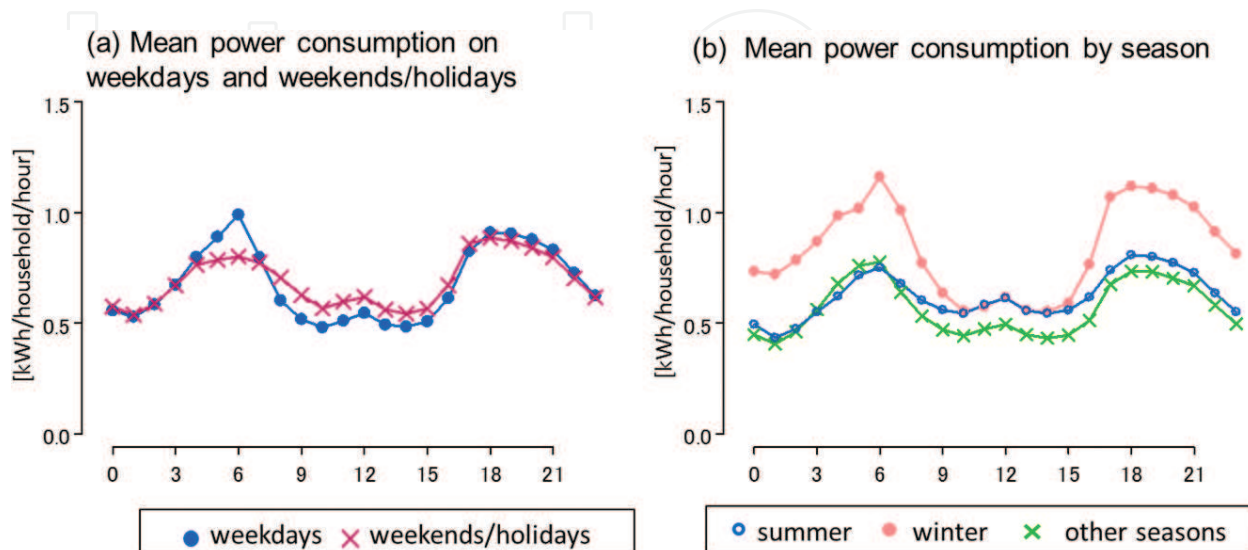 (a) Mean power consumption on
weekdays and weekends/holidays
[kWh/household/hour]
1.5
1.0
0.5
0.0
0 3 6 9 12 15 18 21
weekdays weekends/holidays
(b) Mean power consumption by season
[kWh/household/hour]
1.5
1.0
0.5
0.0
0 3 6 9 12 15 18 21
summer winter other seasons